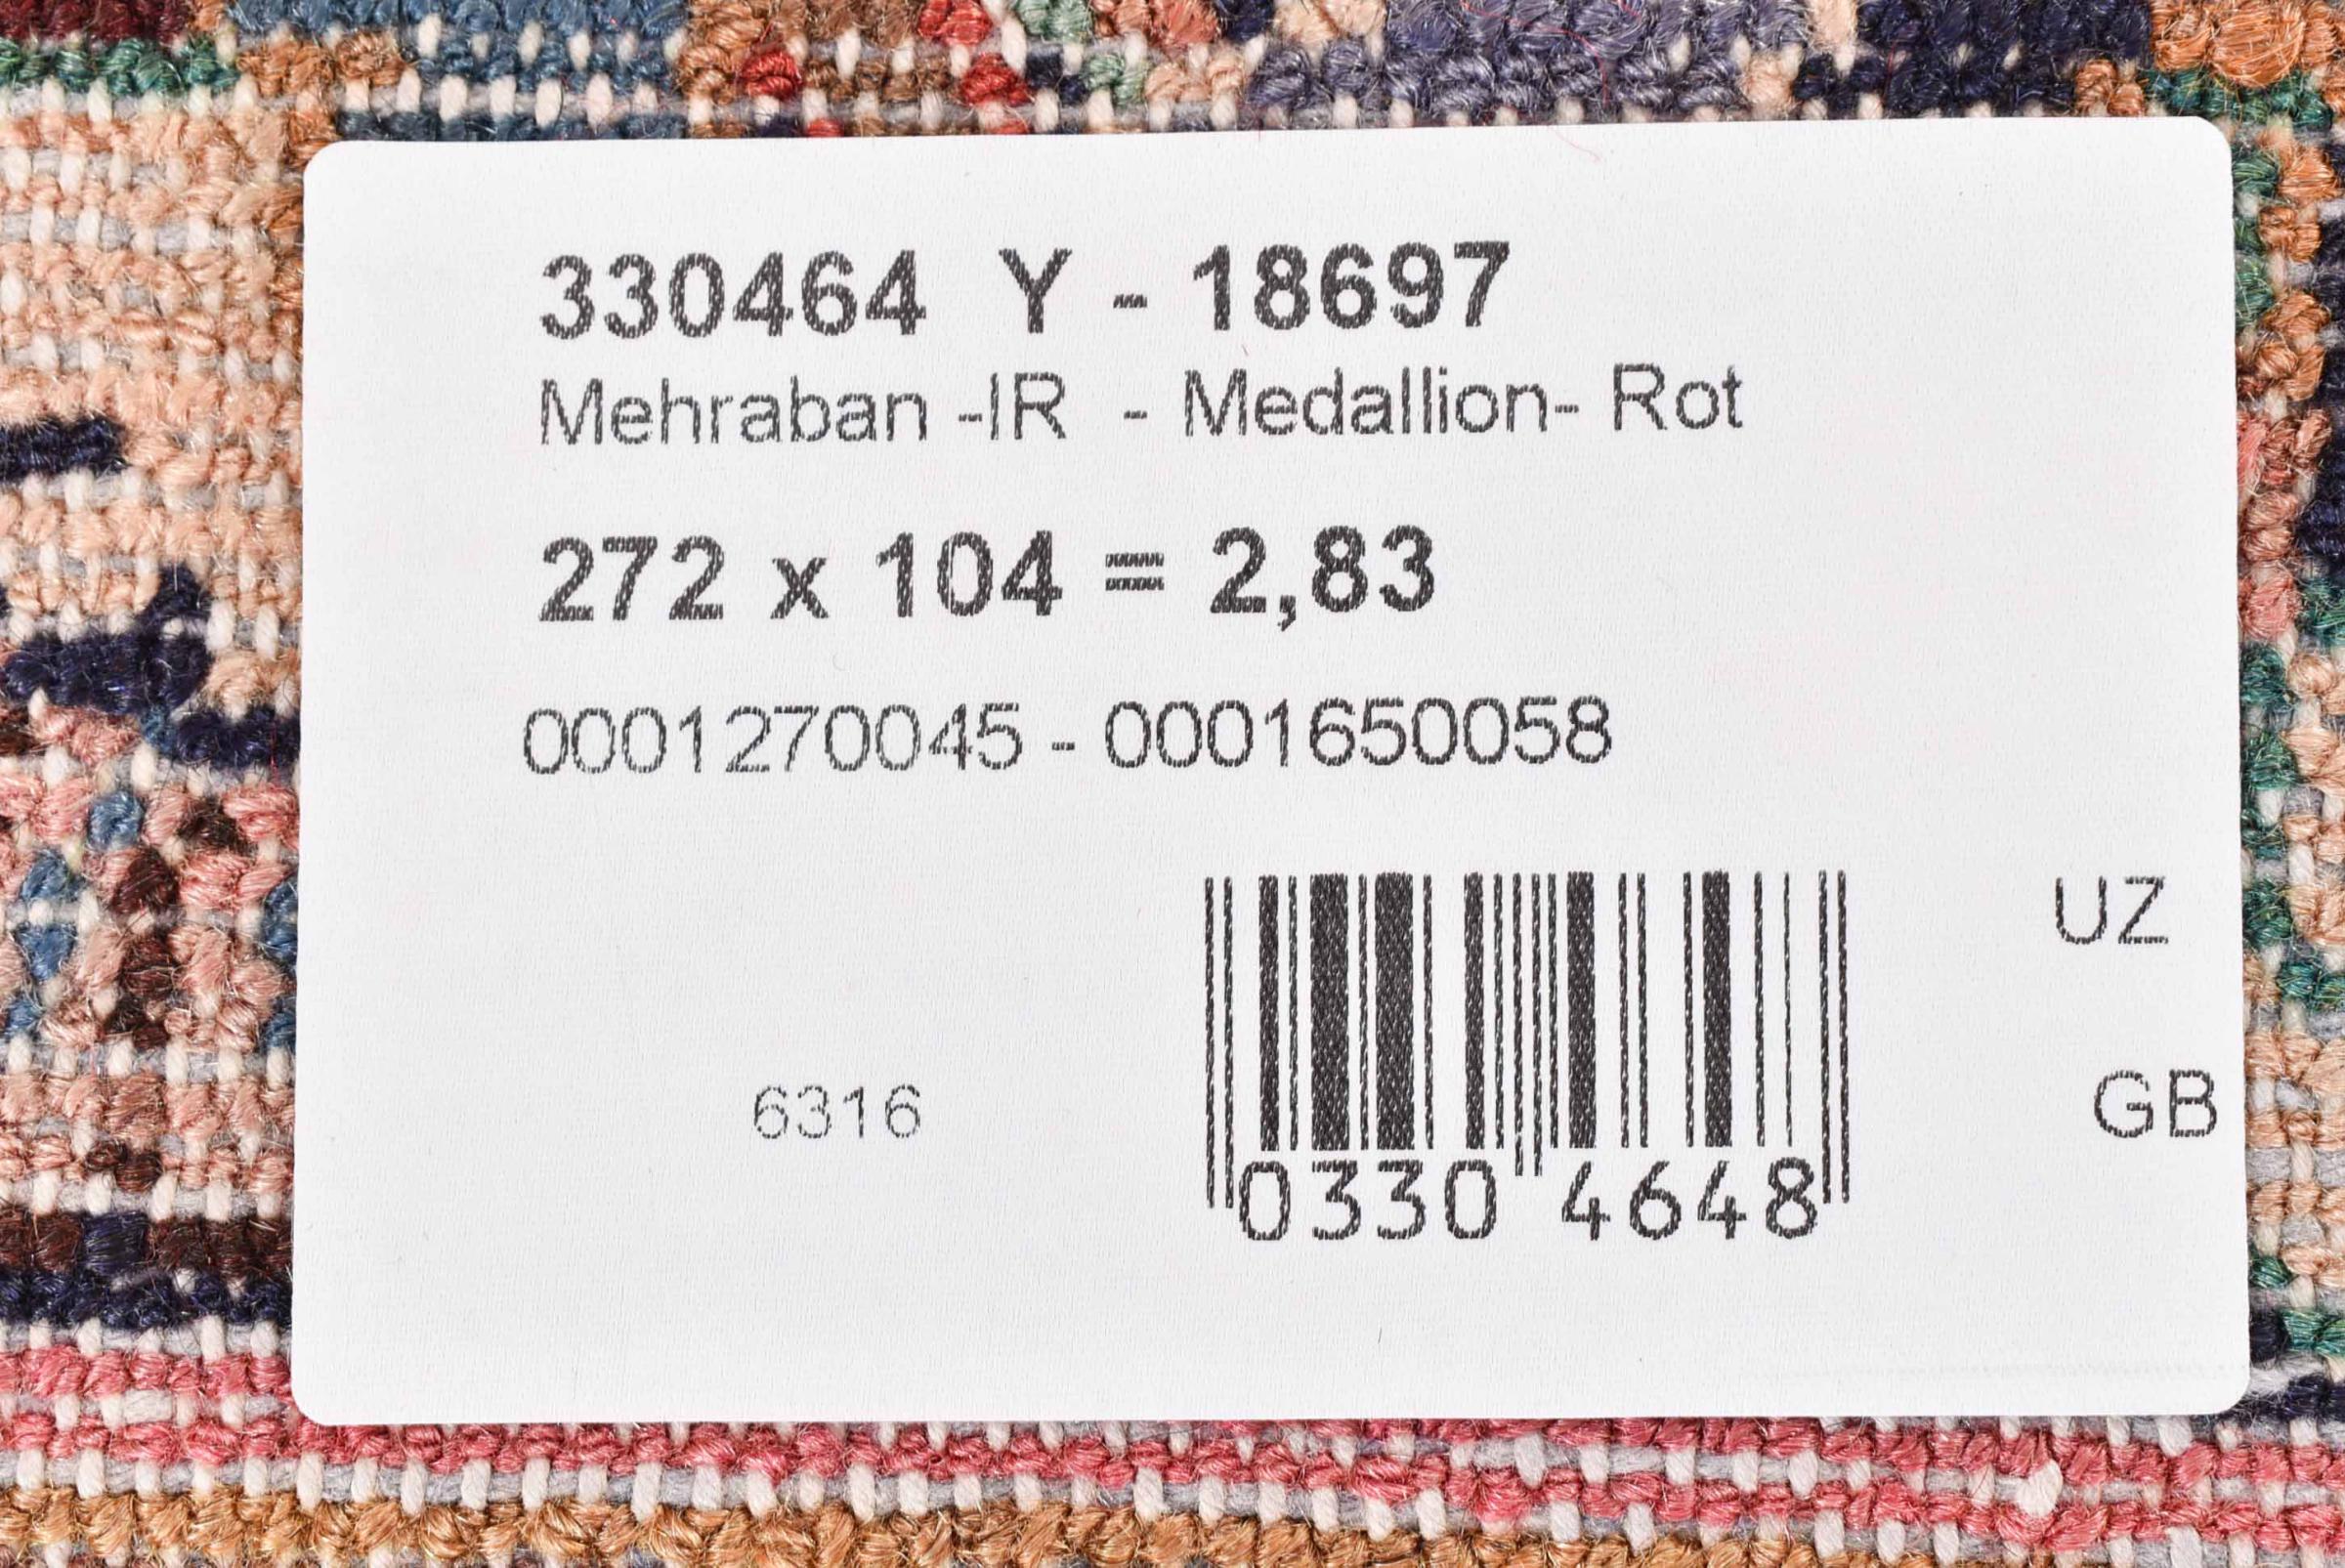 330464 Y - 18697
Mehraban -IR - Medallion- Rot
272 x 104 = 2,83
0001270045 - 0001650058
UZ
6316
GB
0330 4648